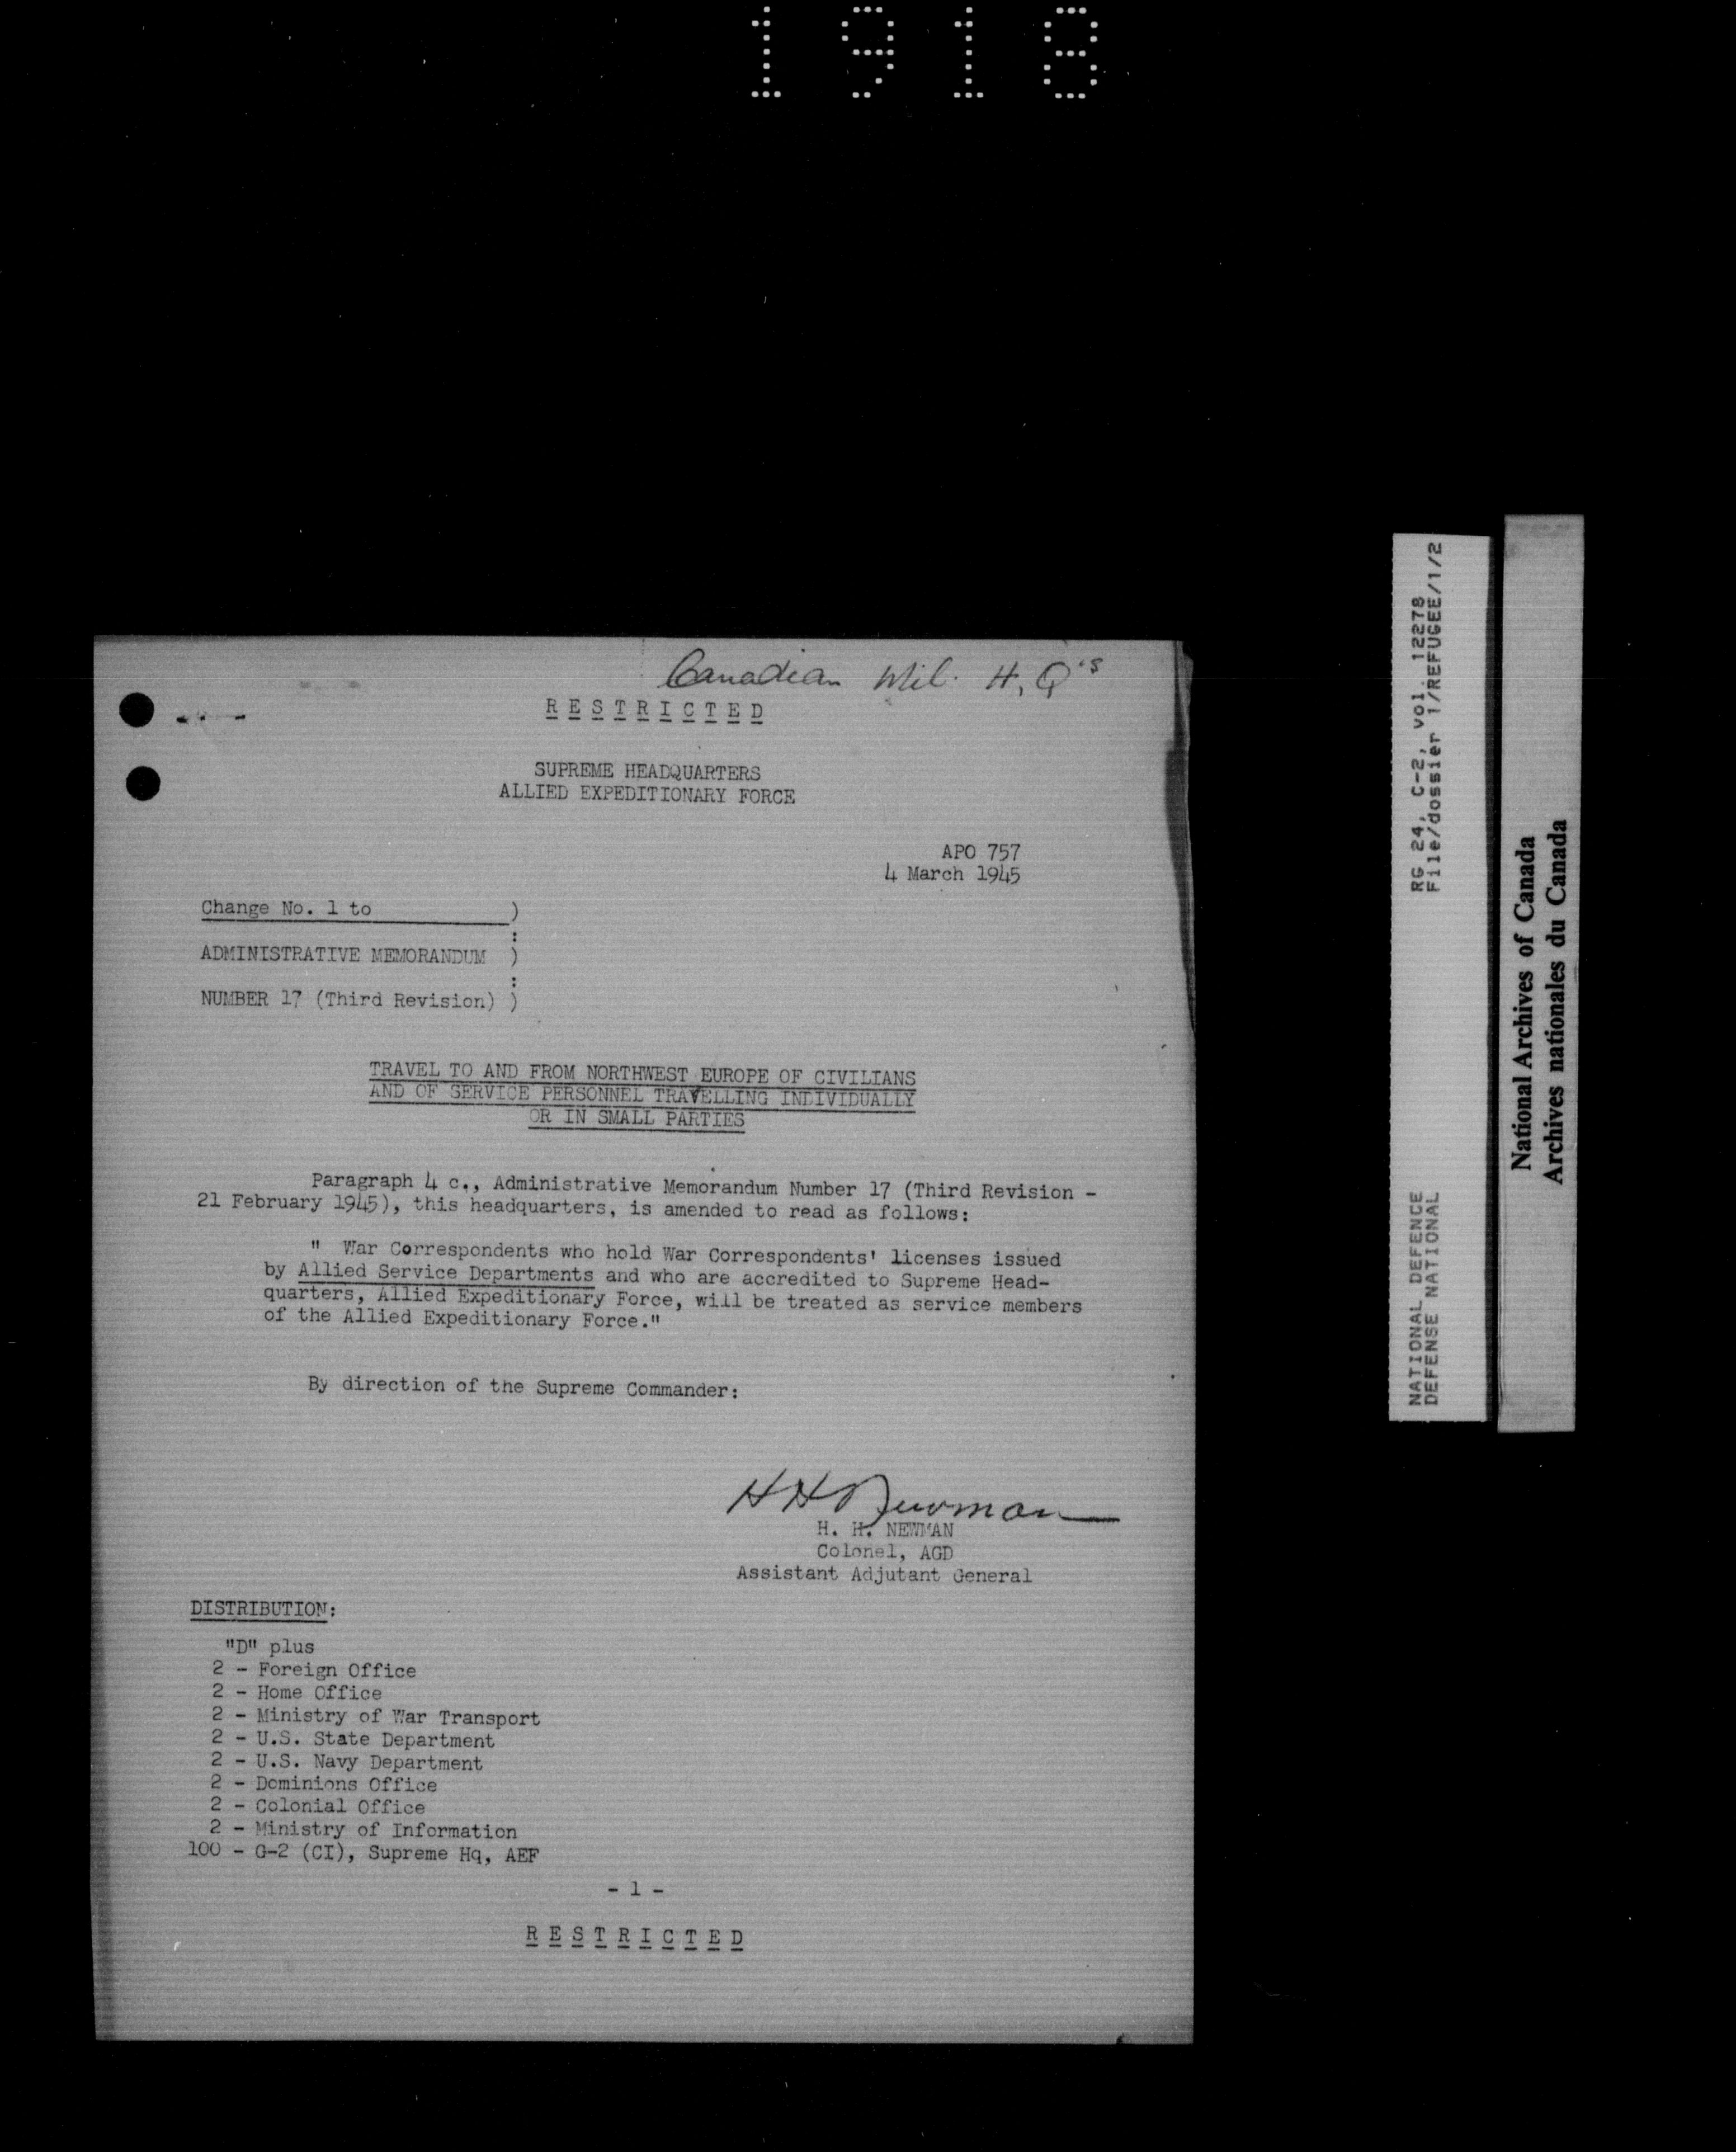 1918
Canadian Mil. H,Q's
RESTRICTED
SUPREME HEADQUARTERS
ALLIED EXPEDITIONARY FORCE
APO 757
4 March 1945
Change No. 1 to )
:
ADMINISTRATIVE MEMORANDUM )
:
NUMBER 17 (Third Revision) )
TRAVEL TO AND FROM NORTHWEST EUROPE OF CIVILIANS
AND OF SERVICE PERSONNEL TRAVELLING INDIVIDUALLY
OR IN SMALL PARTIES
Paragraph 4 c., Administrative Memorandum Number 17 (Third Revision -
21 February 1945), this headquarters, is amended to read as follows:
" War Correspondents who hold War Correspondents' licenses issued
by Allied Service Departments and who are accredited to Supreme Head-
quarters, Allied Expeditionary Force, will be treated as service members
of the Allied Expeditionary Force."
By direction of the Supreme Commander:
HHNewman
H. H. NEWMAN
Colonel, AGD
Assistant Adjutant General
DISTRIBUTION:
"D" plus
2 - Foreign Office
2 - Home Office
2 - Ministry of War Transport
2 - U.S. State Department
2 - U.S. Navy Department
2 - Dominions Office
2 - Colonial Office
2 - Ministry of Information
100 - G-2 (CI), Supreme Hq, AEF
- 1 -
RESTRICTED
NATIONAL DEFENCE RG 24, C-2, vol. 12278
DEFENSE NATIONAL File/dossier 1/REFUGEE/1/2
National Archives of Canada
Archives nationales du Canada